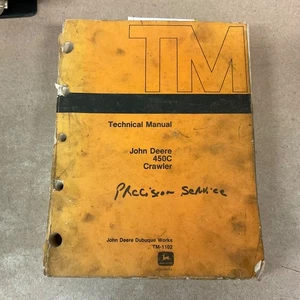 TM
Technical Manual
John Deere
450C
Crawler
Precision Service
John Deere Dubuque Works
TM-1102